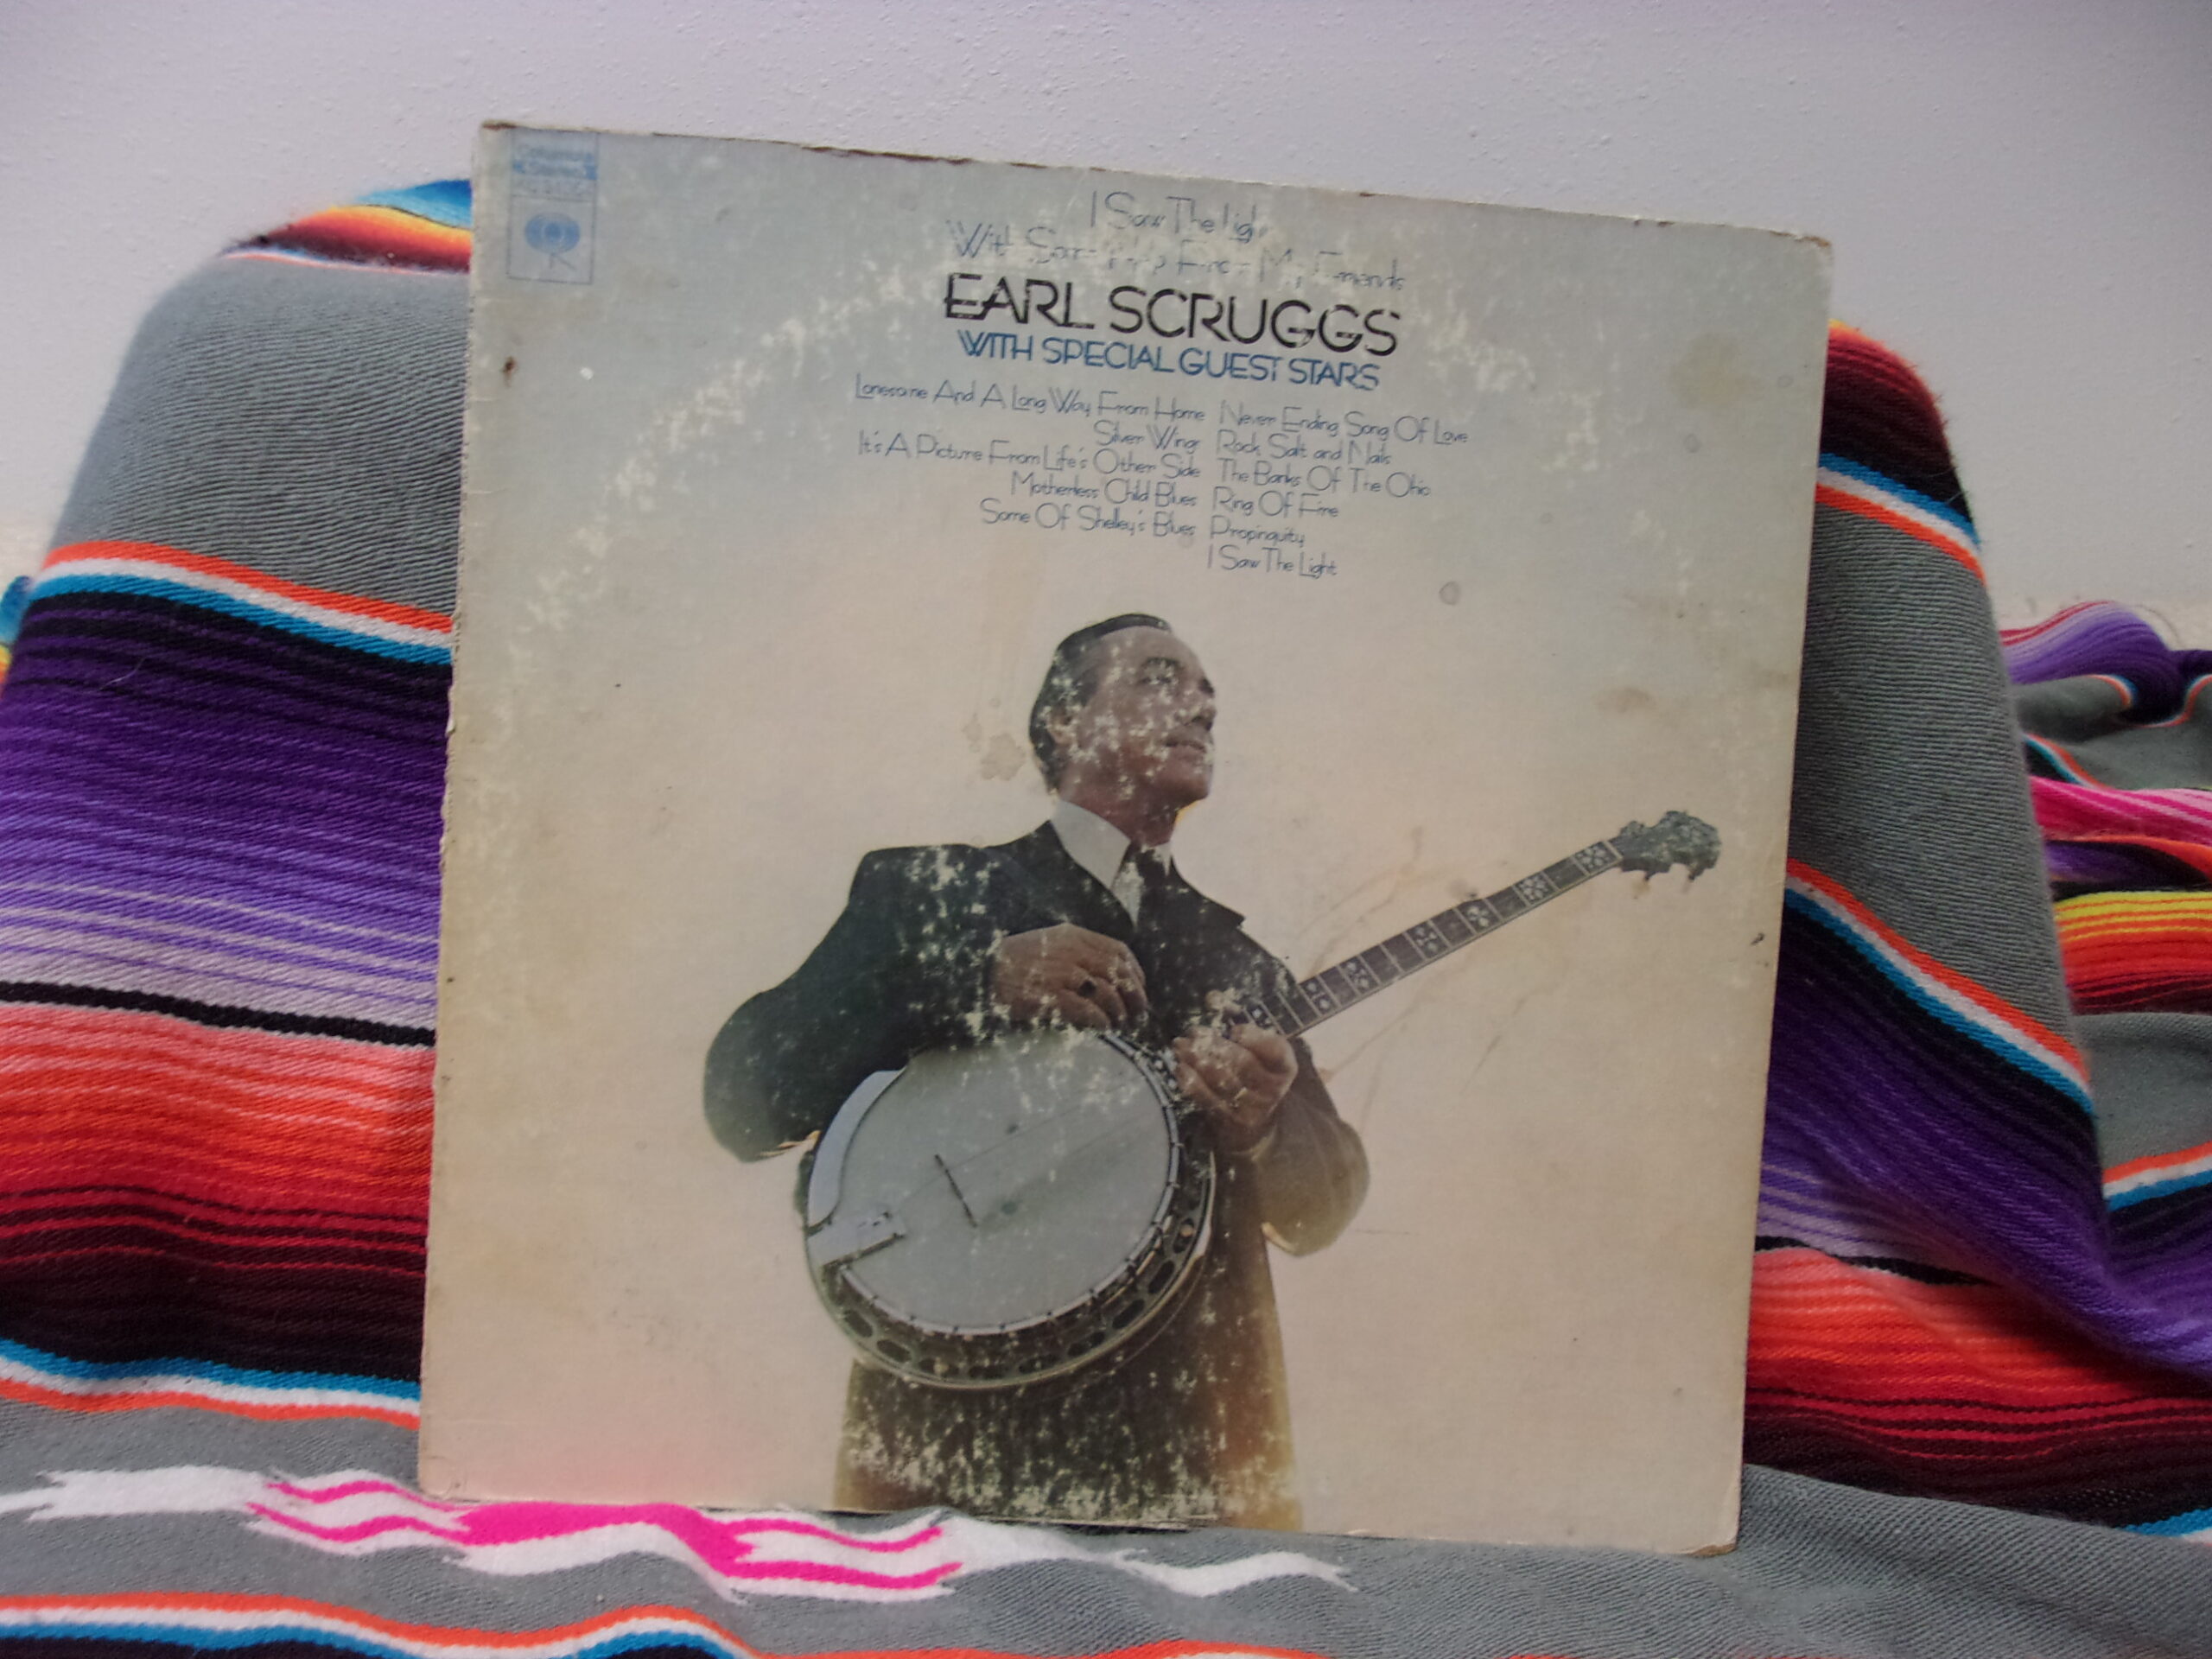 Columbia
Stereo
I Saw The Light
With Some Help From My Friends
EARL SCRUGGS
WITH SPECIAL GUEST STARS
Lonesome And A Long Way From Home Never Ending Song Of Love
Silver Wings Rock, Salt and Nails
It's A Picture From Life's Other Side The Banks Of The Ohio
Motherless Child Blues Ring Of Fire
Some Of Shelley's Blues Propinquity
I Saw The Light